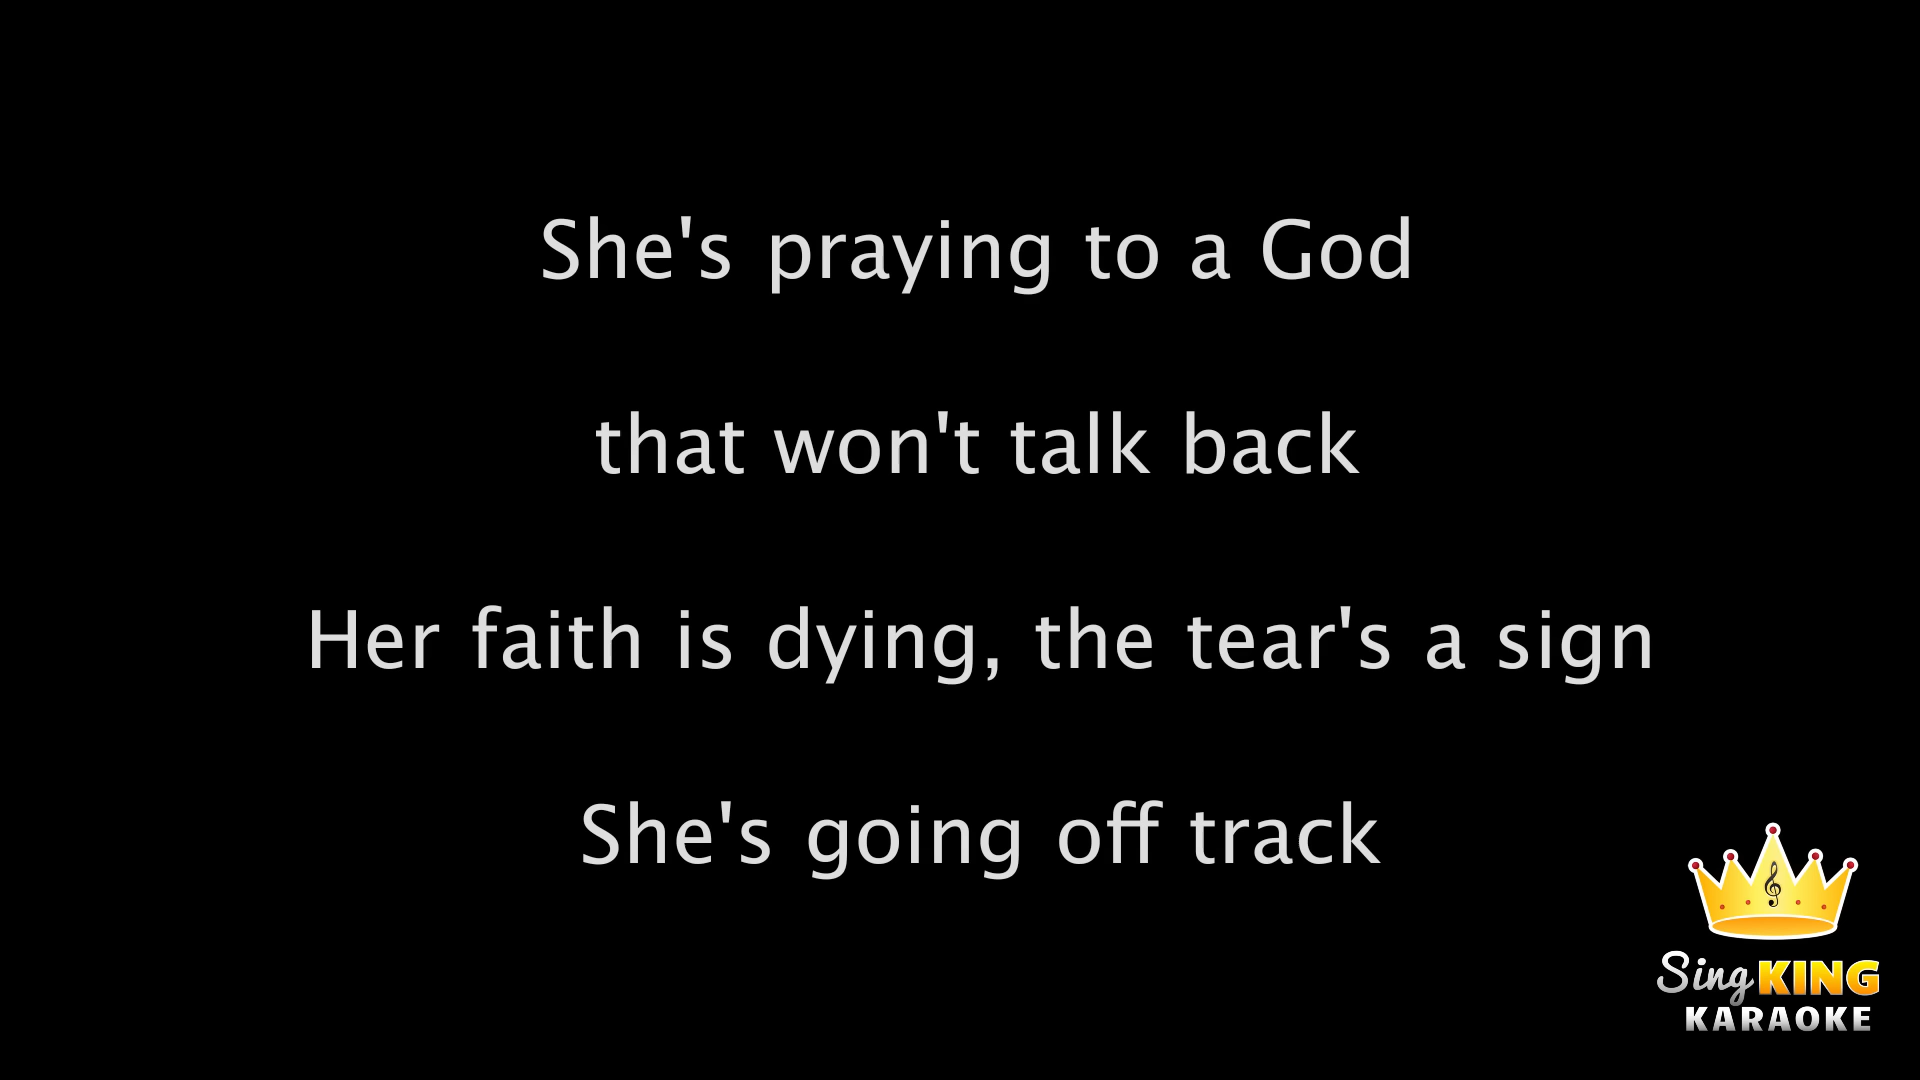 She's praying to a God
that won't talk back
Her faith is dying, the tear's a sign
She's going off track
Sing KING
KARAOKE